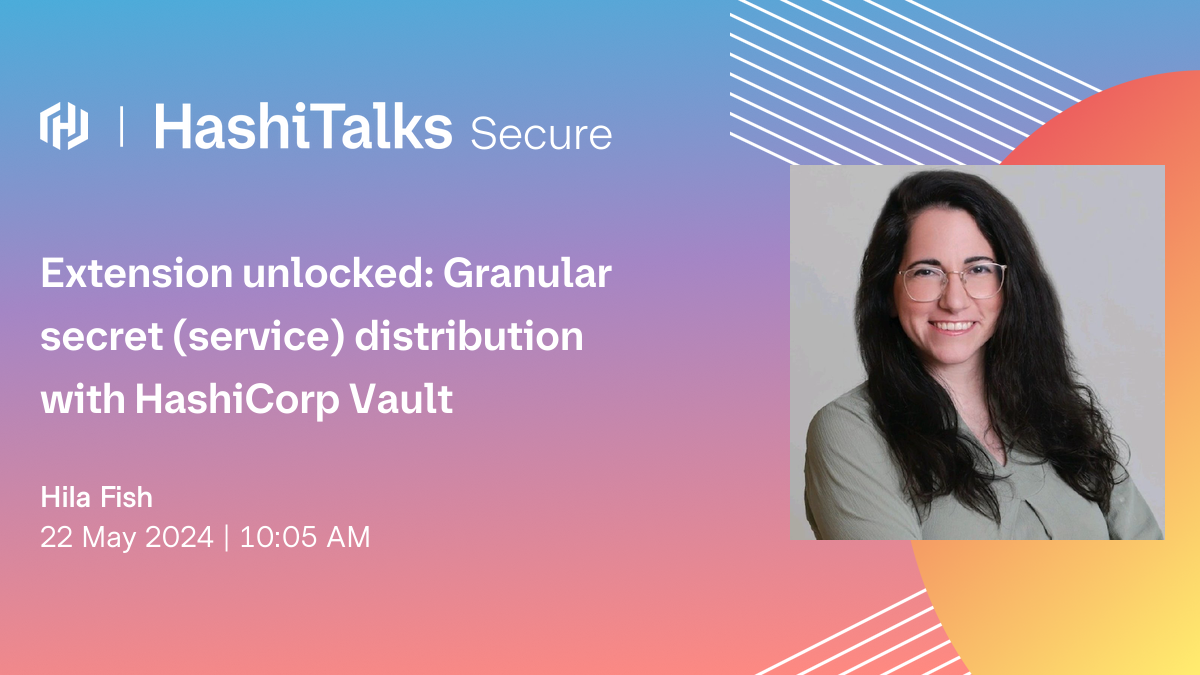 HashiTalks Secure
Extension unlocked: Granular
secret (service) distribution
with HashiCorp Vault
Hila Fish
22 May 2024 | 10:05 AM